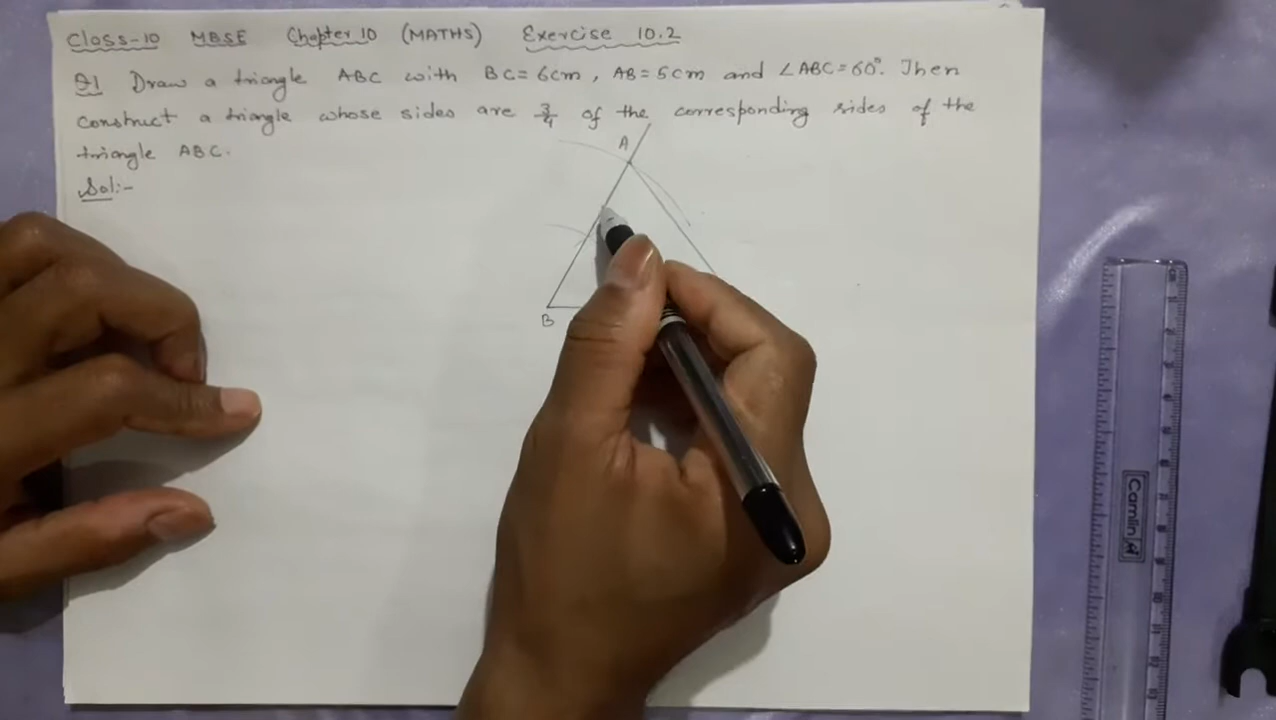 Class-10 MBSE Chapter 10 (MATHS) Exercise 10.2
Q1 Draw a triangle ABC with BC = 6cm, AB = 5cm and ∠ABC = 60°. Then
construct a triangle whose sides are 3/4 of the corresponding sides of the
triangle ABC.
Sol:-
A
B
Camlin